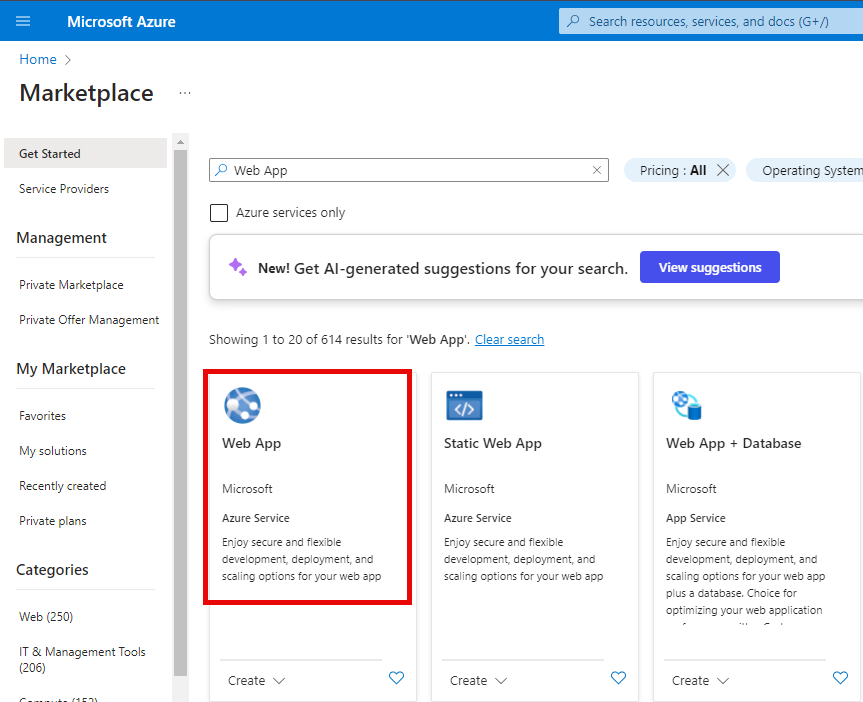 Microsoft Azure
Search resources, services, and docs (G+/)
Home
Marketplace
...
Get Started
Service Providers
Management
Private Marketplace
Private Offer Management
My Marketplace
Favorites
My solutions
Recently created
Private plans
Categories
Web (250)
IT & Management Tools
(206)
Web App
Pricing : All
Operating System
Azure services only
New! Get AI-generated suggestions for your search.
View suggestions
Showing 1 to 20 of 614 results for 'Web App'. Clear search
Web App
Microsoft
Azure Service
Enjoy secure and flexible
development, deployment, and
scaling options for your web app
Create
Static Web App
Microsoft
Azure Service
Enjoy secure and flexible
development, deployment, and
scaling options for your web app
Create
Web App + Database
Microsoft
App Service
Enjoy secure and flexible
development, deployment, and
scaling options for your web app
plus a database. Choice for
optimizing your web application
Create